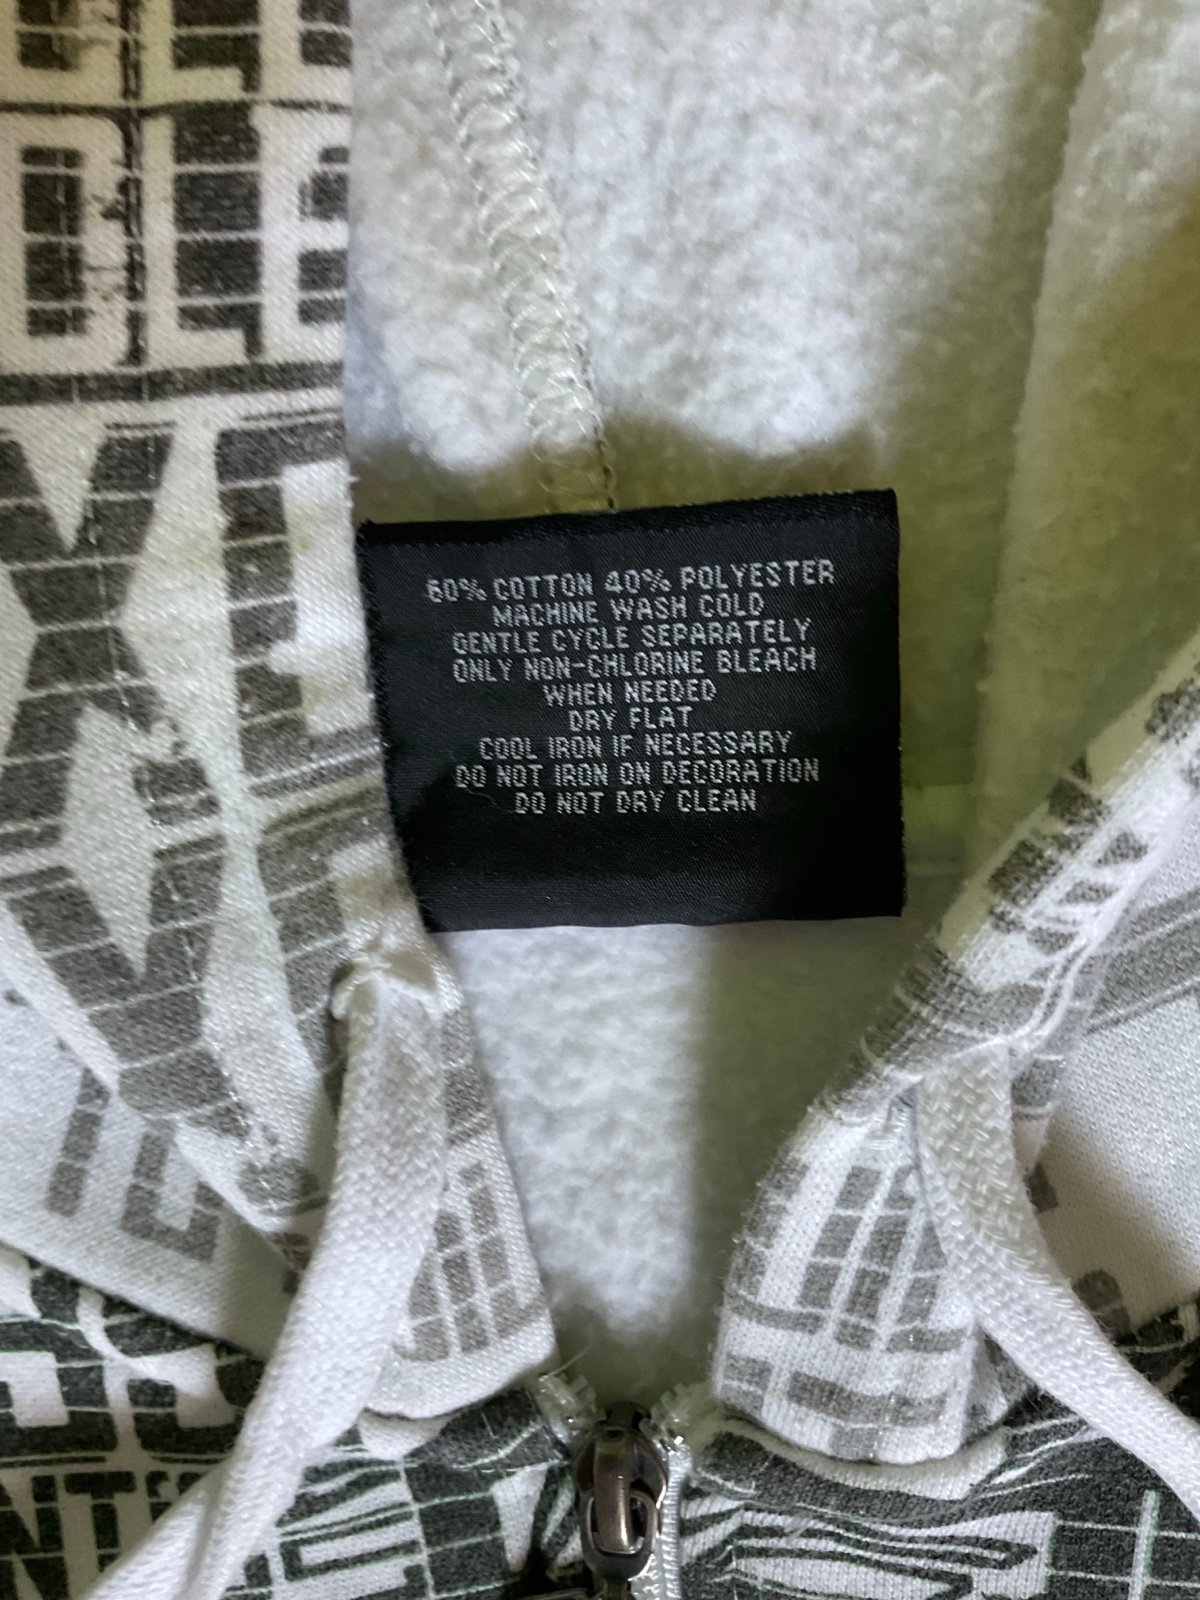 60% COTTON 40% POLYESTER
MACHINE WASH COLD
GENTLE CYCLE SEPARATELY
ONLY NON-CHLORINE BLEACH
WHEN NEEDED
DRY FLAT
COOL IRON IF NECESSARY
DO NOT IRON ON DECORATION
DO NOT DRY CLEAN